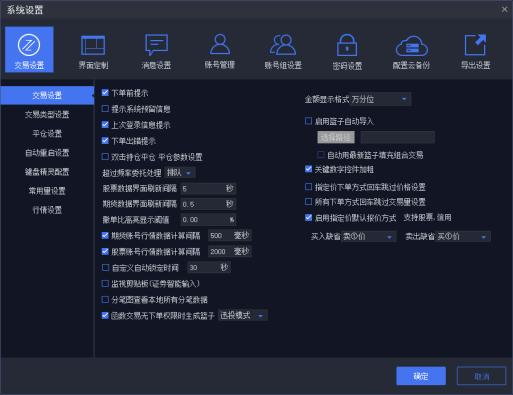 系统设置
交易设置
界面定制
消息设置
账号管理
账号组设置
密码设置
配置云备份
导出设置
交易设置
交易类型设置
平仓设置
自动重启设置
键盘精灵配置
常用量设置
行情设置
下单前提示
提示系统预留信息
上次登录信息提示
下单出错提示
双击持仓平仓 平仓参数设置
超过频率委托处理 排队
股票数据界面刷新间隔 5 秒
期货数据界面刷新间隔 0.5 秒
撤单比高亮显示阈值 0.00 %
期货账号行情数据计算间隔 500 毫秒
股票账号行情数据计算间隔 2000 毫秒
自定义自动锁定时间 30 秒
监视剪贴板(证券智能输入)
分笔图查看本地所有分笔数据
函数交易无下单权限时生成篮子 迅投模式
金额显示格式 万分位
启用篮子自动导入
选择路径
自动用最新篮子填充组合交易
关键数字控件加粗
指定价下单方式回车跳过价格设置
所有下单方式回车跳过交易量设置
启用指定价默认报价方式 支持股票,信用
买入缺省 卖①价 卖出缺省 买①价
确定
取消